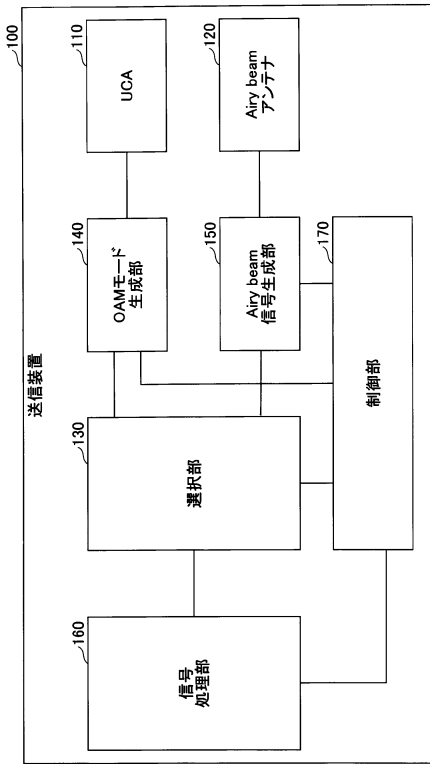 100
送信装置
160
信号
処理部
130
選択部
140
OAMモード
生成部
110
UCA
150
Airy beam
信号生成部
120
Airy beam
アンテナ
170
制御部